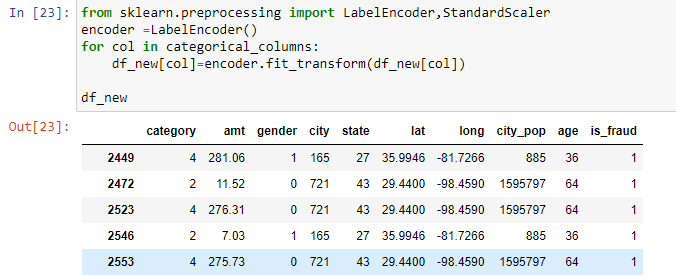 In [23]: from sklearn.preprocessing import LabelEncoder,StandardScaler
encoder =LabelEncoder()
for col in categorical_columns:
    df_new[col]=encoder.fit_transform(df_new[col])
df_new
Out[23]:
category amt gender city state lat long city_pop age is_fraud
2449 4 281.06 1 165 27 35.9946 -81.7266 885 36 1
2472 2 11.52 0 721 43 29.4400 -98.4590 1595797 64 1
2523 4 276.31 0 721 43 29.4400 -98.4590 1595797 64 1
2546 2 7.03 1 165 27 35.9946 -81.7266 885 36 1
2553 4 275.73 0 721 43 29.4400 -98.4590 1595797 64 1